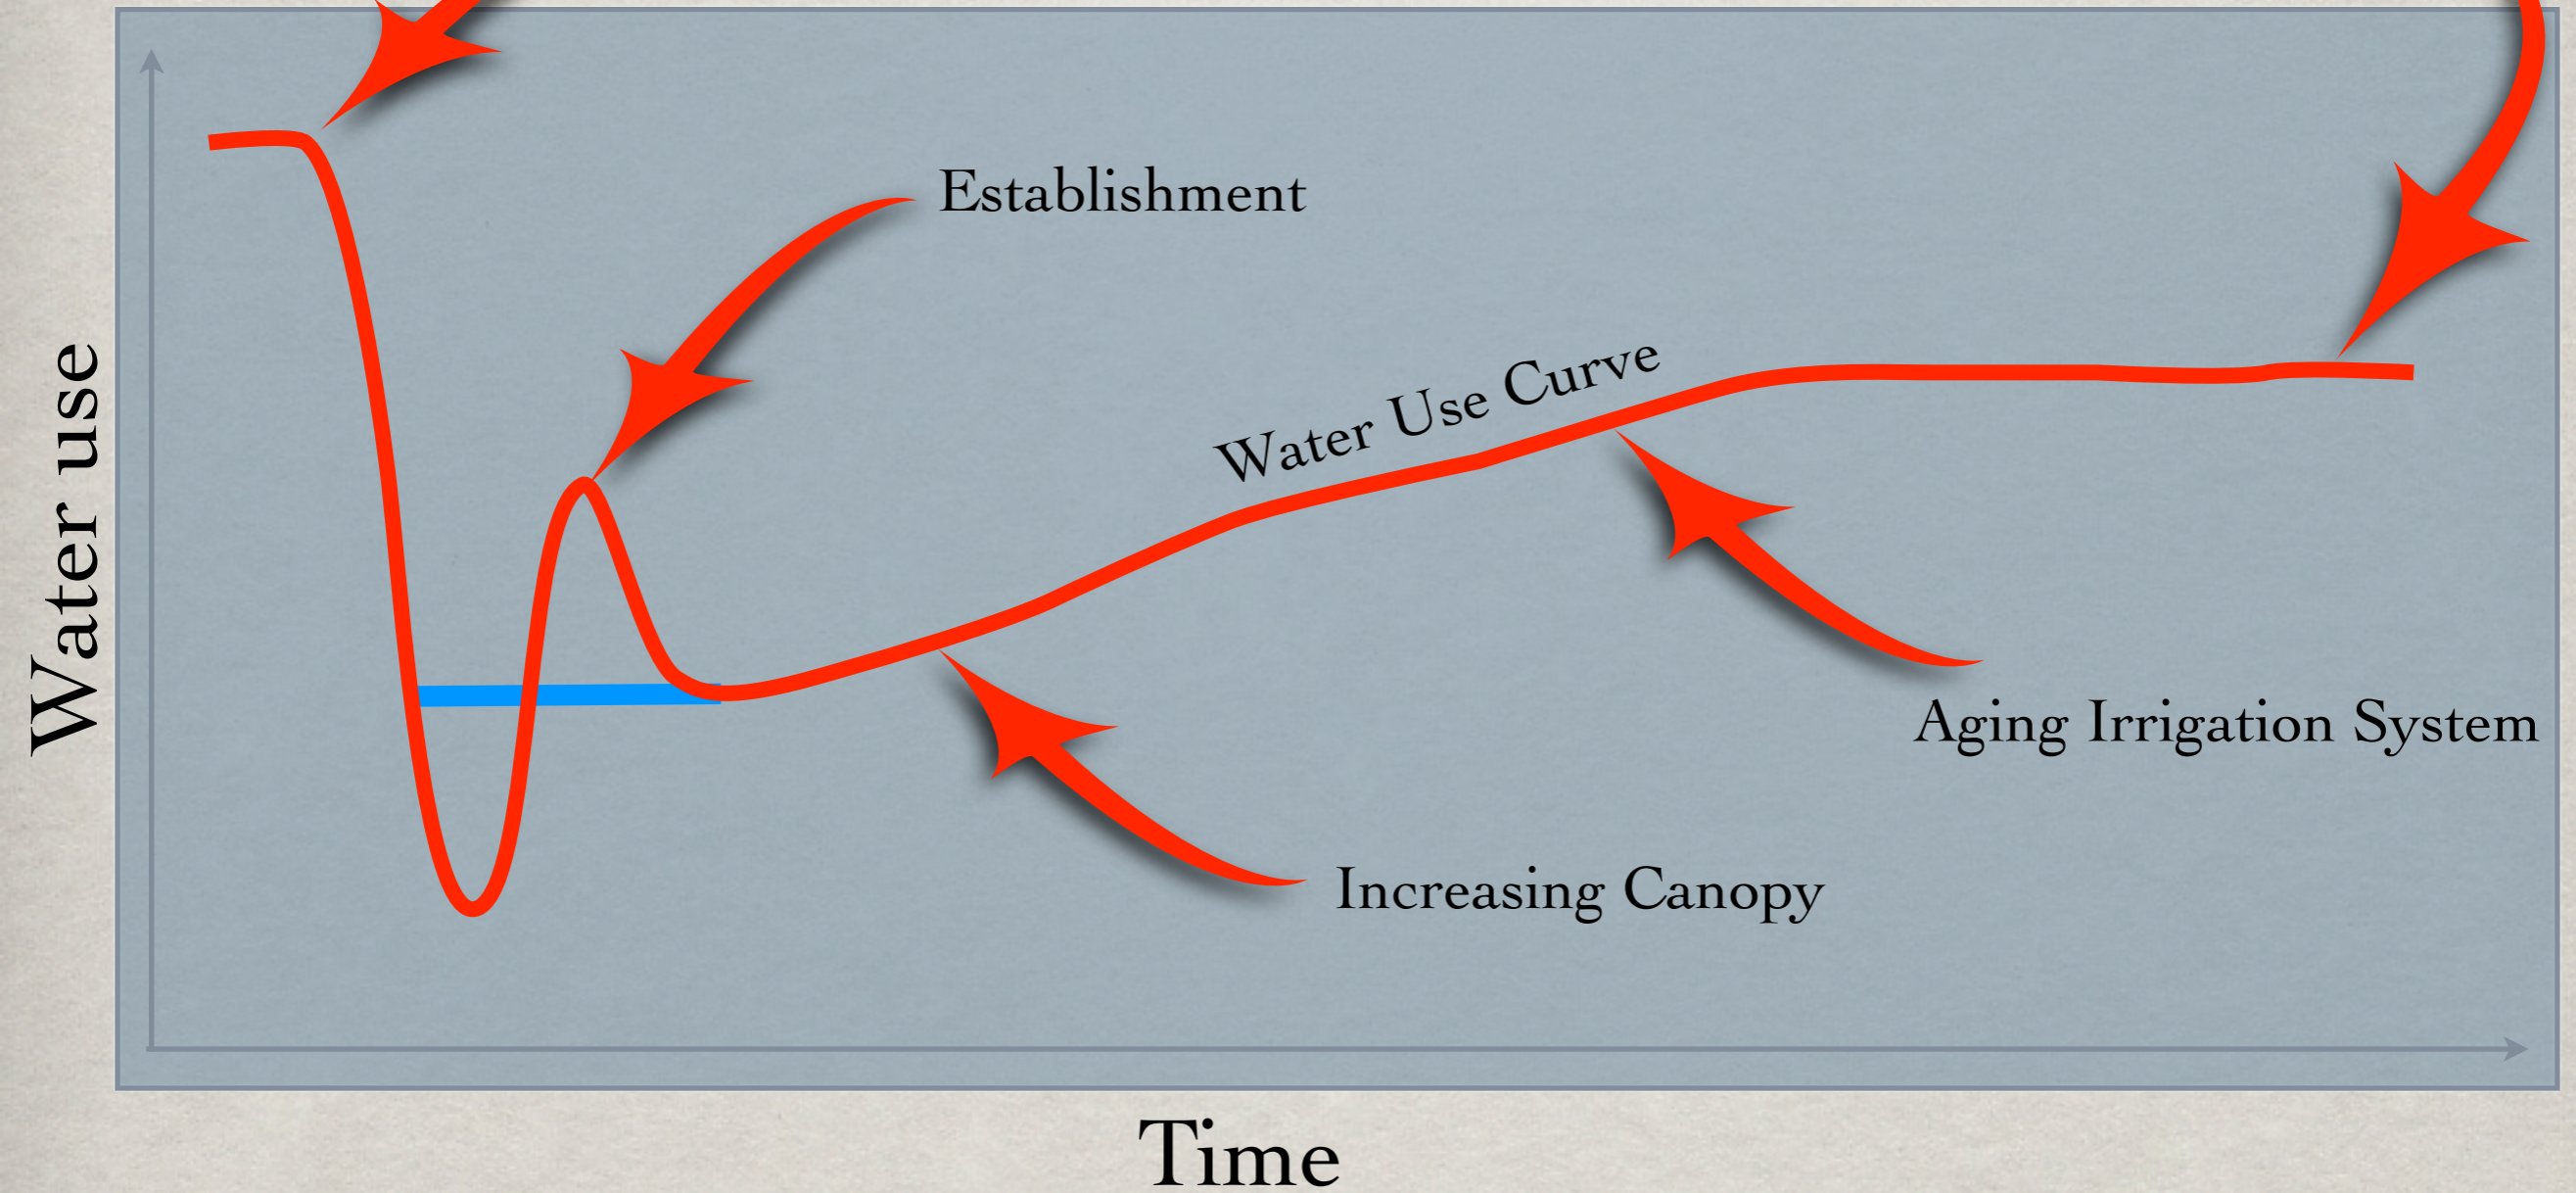 Establishment
Water Use Curve
Water use
Aging Irrigation System
Increasing Canopy
Time